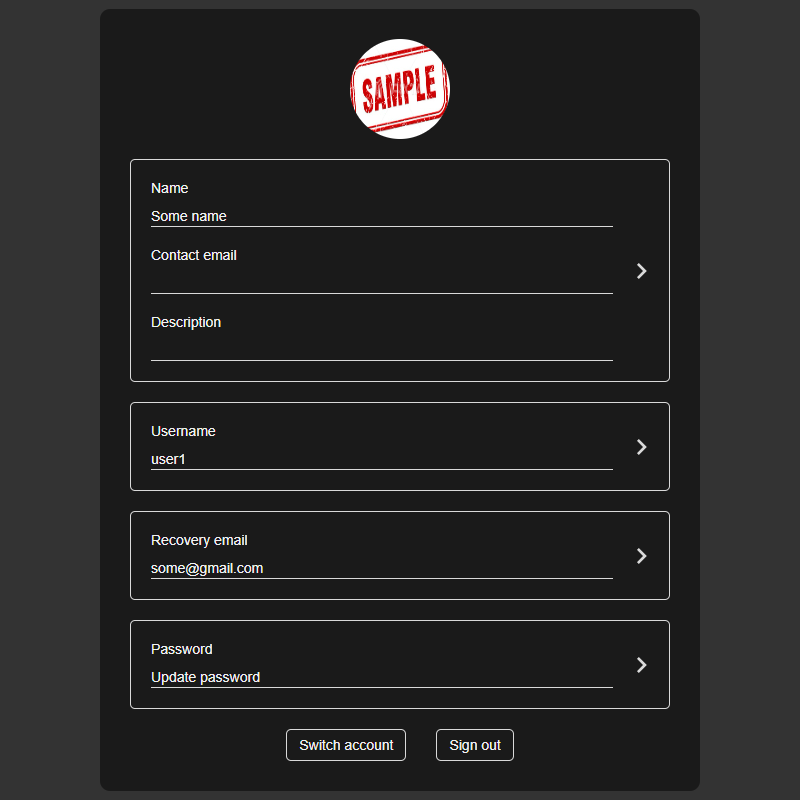 SAMPLE
Name
Some name
Contact email
Description
Username
user1
Recovery email
some@gmail.com
Password
Update password
Switch account
Sign out